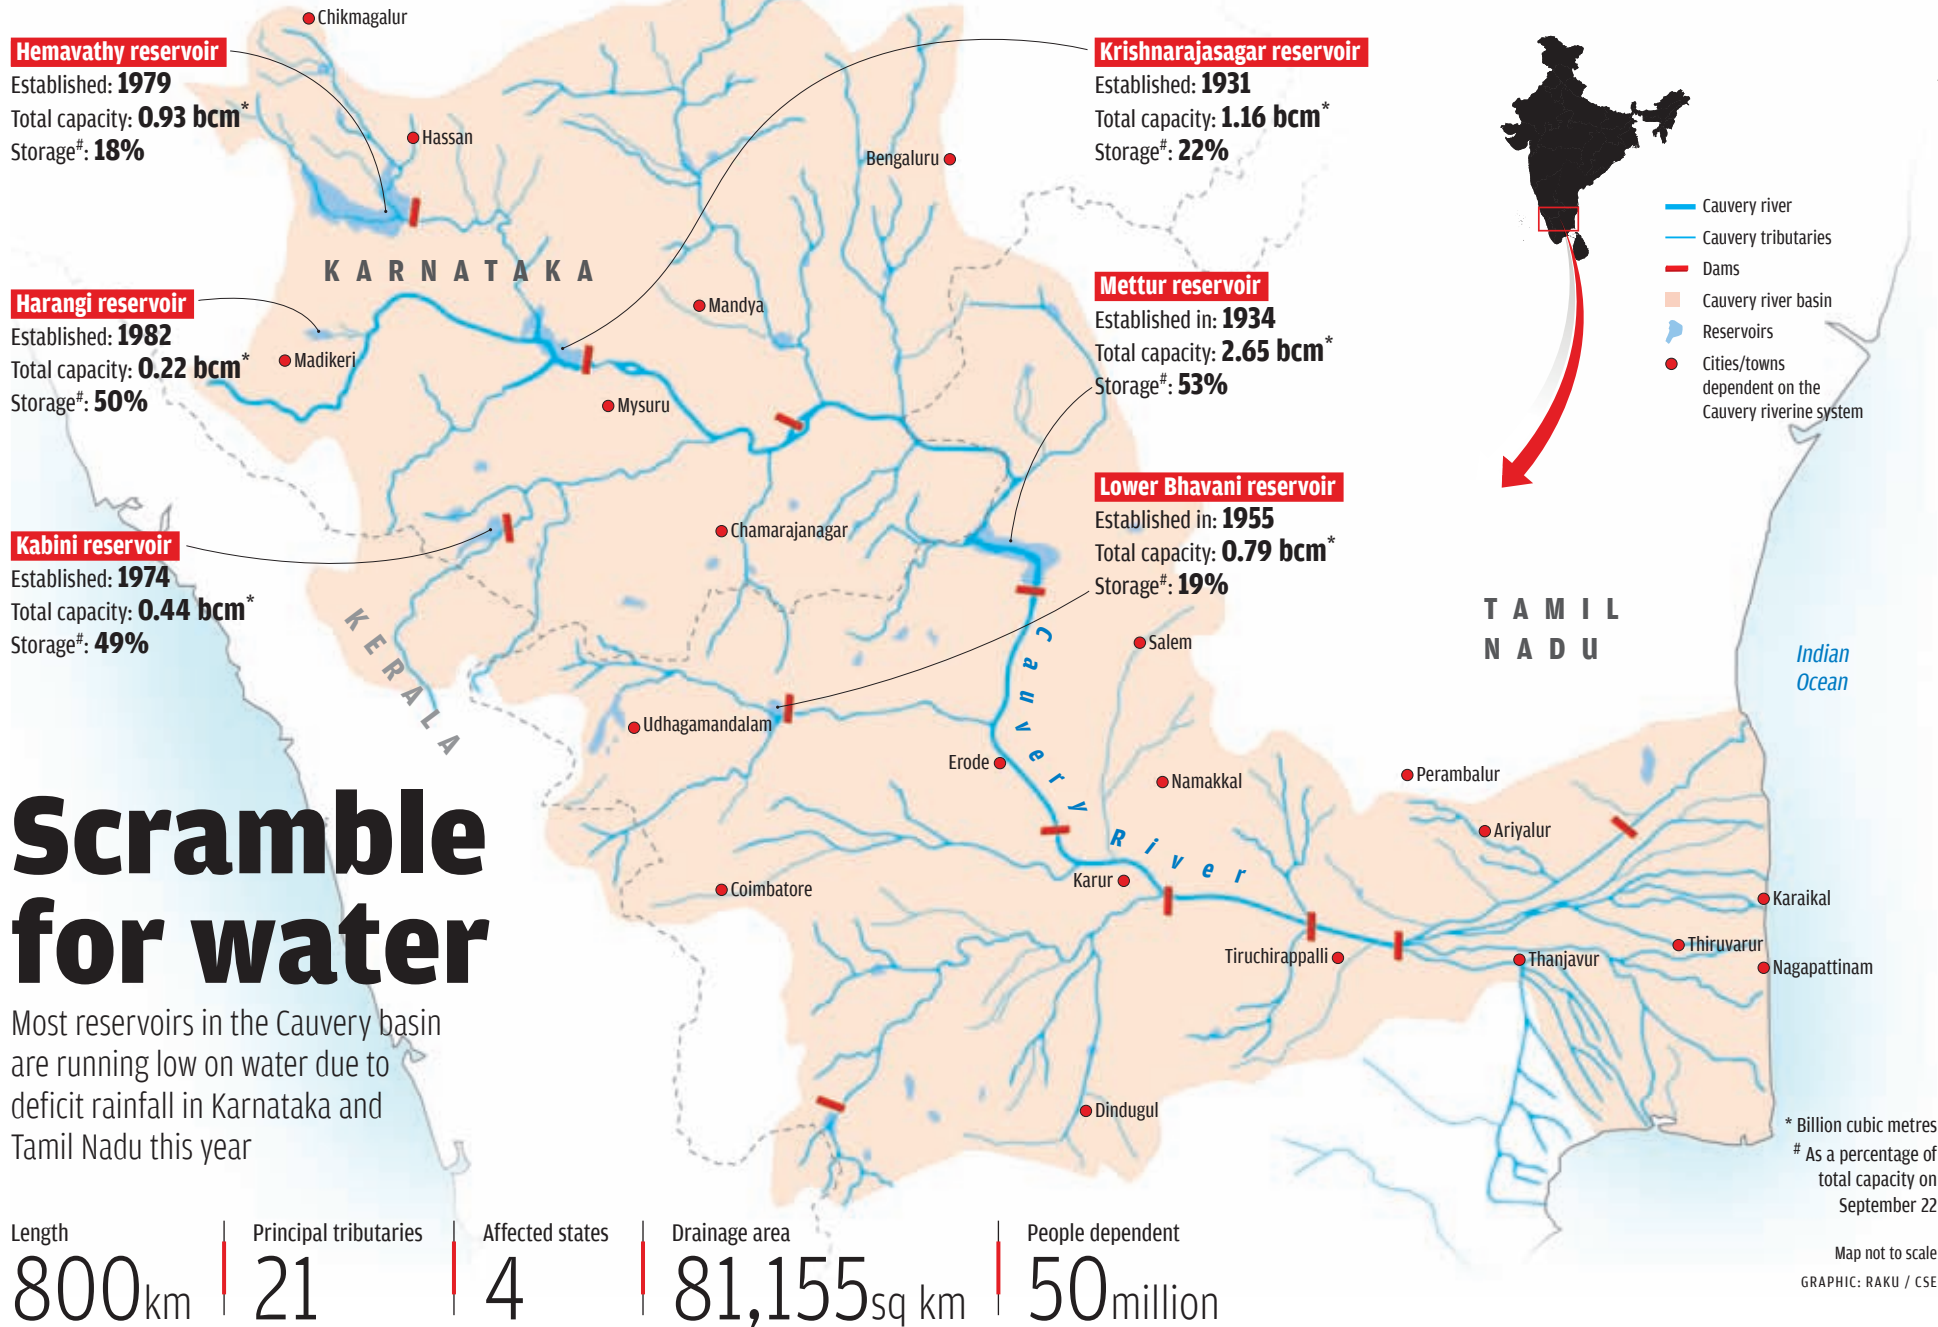 Chikmagalur
Hemavathy reservoir
Established: 1979
Total capacity: 0.93 bcm*
Storage#: 18%
Hassan
Krishnarajasagar reservoir
Established: 1931
Total capacity: 1.16 bcm*
Storage#: 22%
Bengaluru
Cauvery river
Cauvery tributaries
Dams
Cauvery river basin
Reservoirs
Cities/towns
dependent on the
Cauvery riverine system
KARNATAKA
Harangi reservoir
Established: 1982
Total capacity: 0.22 bcm*
Storage#: 50%
Madikeri
Mandya
Mysuru
Mettur reservoir
Established in: 1934
Total capacity: 2.65 bcm*
Storage#: 53%
Lower Bhavani reservoir
Established in: 1955
Total capacity: 0.79 bcm*
Storage#: 19%
Kabini reservoir
Established: 1974
Total capacity: 0.44 bcm*
Storage#: 49%
Chamarajanagar
KERALA
TAMIL
NADU
Indian
Ocean
Salem
Cauvery River
Udhagamandalam
Erode
Namakkal
Perambalur
Ariyalur
Coimbatore
Karur
Karaikal
Tiruchirappalli
Thanjavur
Thiruvarur
Nagapattinam
Dindugul
Scramble
for water
Most reservoirs in the Cauvery basin
are running low on water due to
deficit rainfall in Karnataka and
Tamil Nadu this year
* Billion cubic metres
# As a percentage of
total capacity on
September 22
Map not to scale
GRAPHIC: RAKU / CSE
Length
800km
Principal tributaries
21
Affected states
4
Drainage area
81,155sq km
People dependent
50million